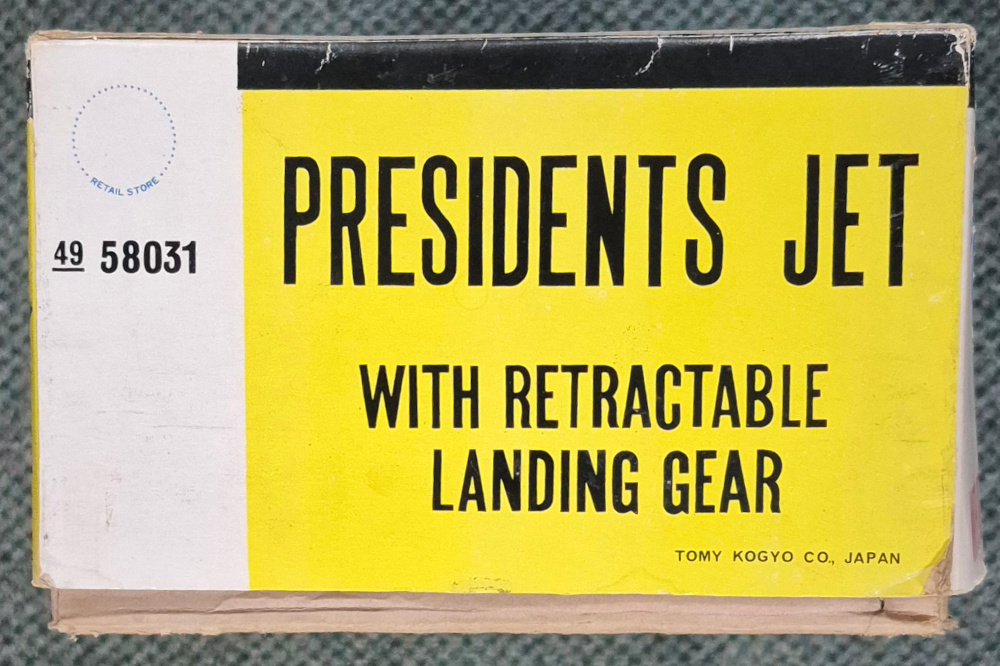 RETAIL STORE
49 58031
PRESIDENTS JET
WITH RETRACTABLE
LANDING GEAR
TOMY KOGYO CO., JAPAN